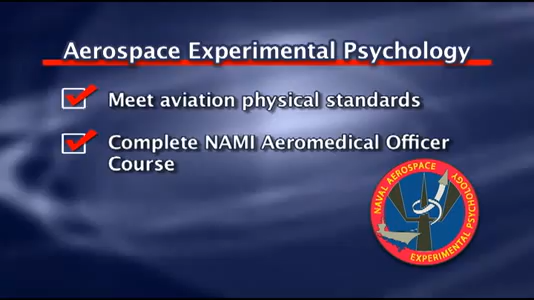 Aerospace Experimental Psychology
Meet aviation physical standards
Complete NAMI Aeromedical Officer
Course
NAVAL AEROSPACE
EXPERIMENTAL PSYCHOLOGY